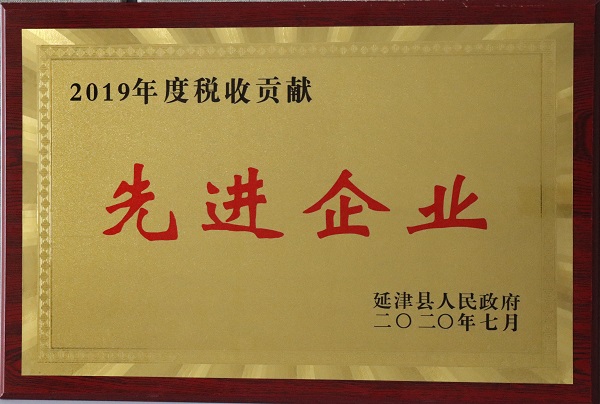 2019年度税收贡献
先进企业
延津县人民政府
二〇二〇年七月